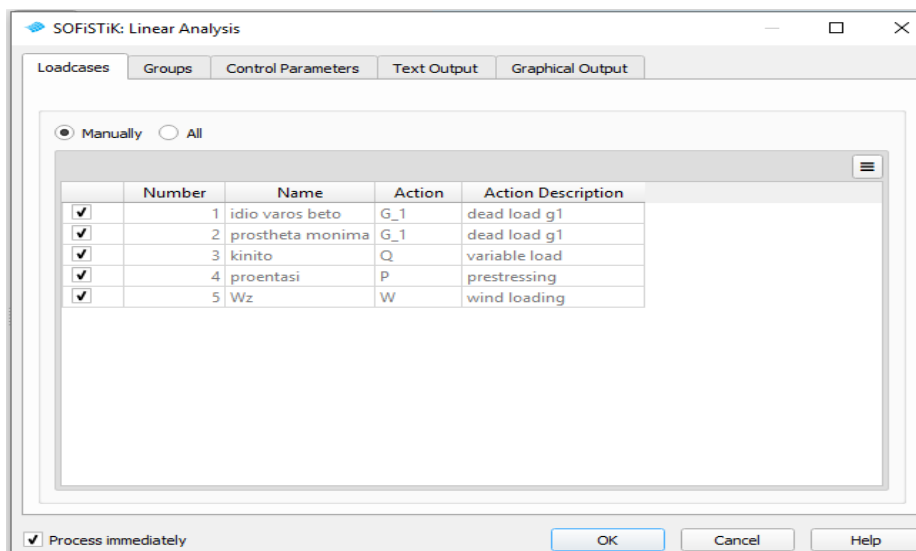 SOFiSTiK: Linear Analysis
Loadcases Groups Control Parameters Text Output Graphical Output
Manually All
Number Name Action Action Description
1 idio varos beto G_1 dead load g1
2 prostheta monima G_1 dead load g1
3 kinito Q variable load
4 proentasi P prestressing
5 Wz W wind loading
Process immediately OK Cancel Help